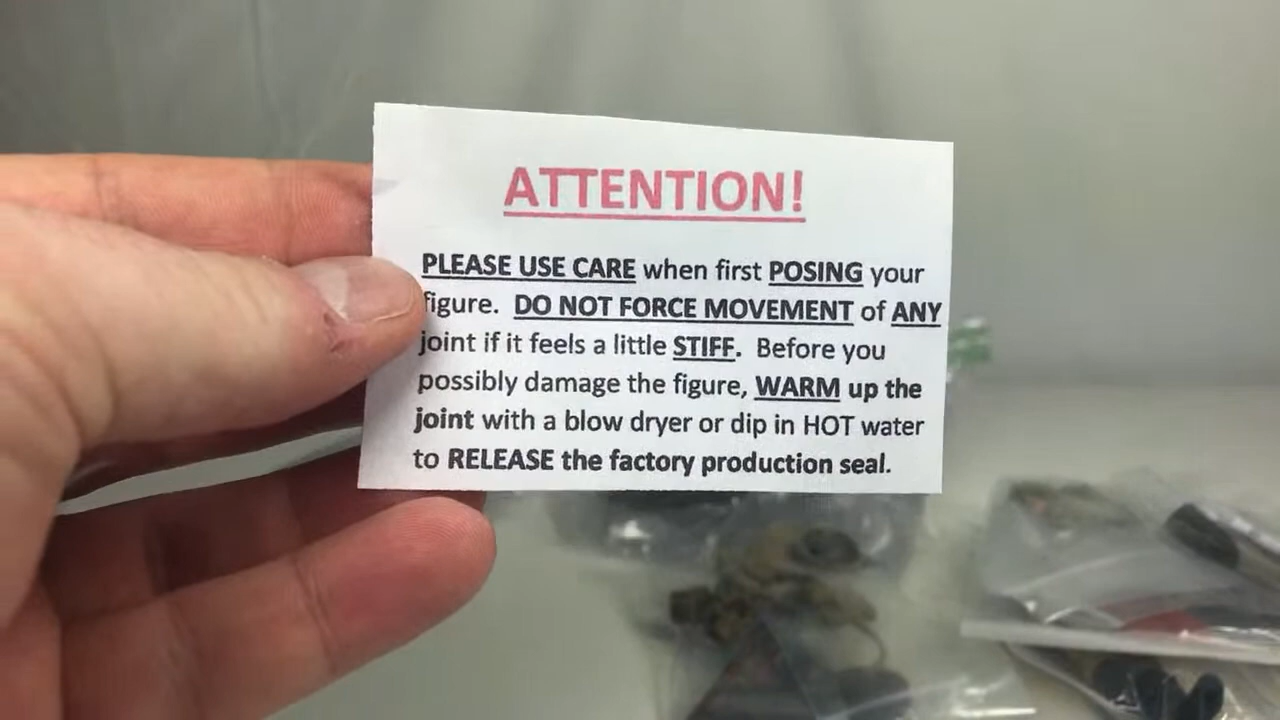 ATTENTION!
PLEASE USE CARE when first POSING your
figure. DO NOT FORCE MOVEMENT of ANY
joint if it feels a little STIFF. Before you
possibly damage the figure, WARM up the
joint with a blow dryer or dip in HOT water
to RELEASE the factory production seal.